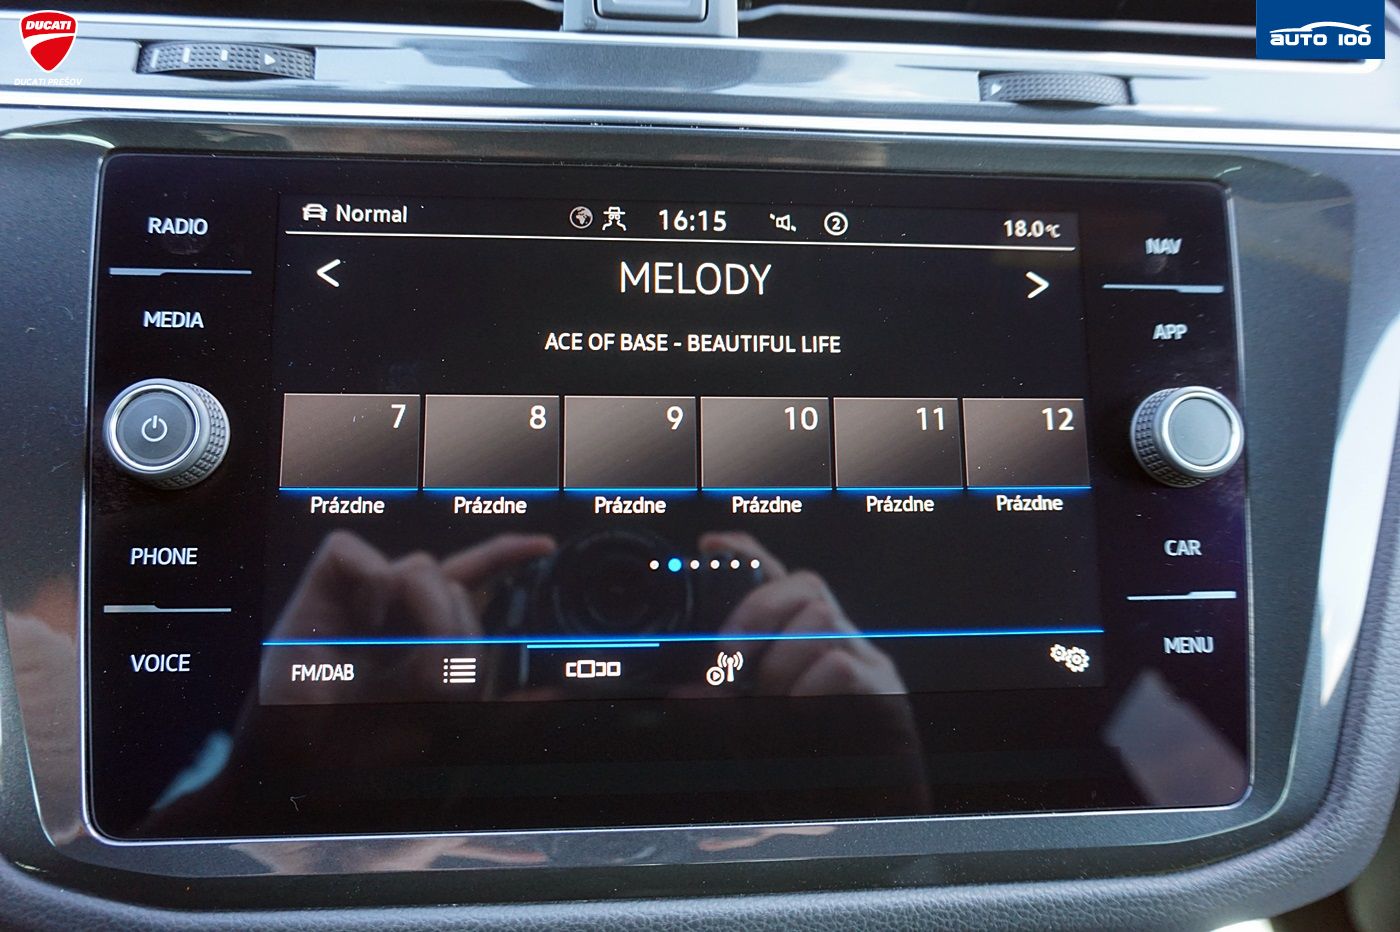 DUCATI
DUCATI PREŠOV
AUTO 100
RADIO
MEDIA
PHONE
VOICE
Normal
16:15
2
18.0°C
MELODY
ACE OF BASE - BEAUTIFUL LIFE
7 8 9 10 11 12
Prázdne Prázdne Prázdne Prázdne Prázdne Prázdne
FM/DAB
NAV
APP
CAR
MENU